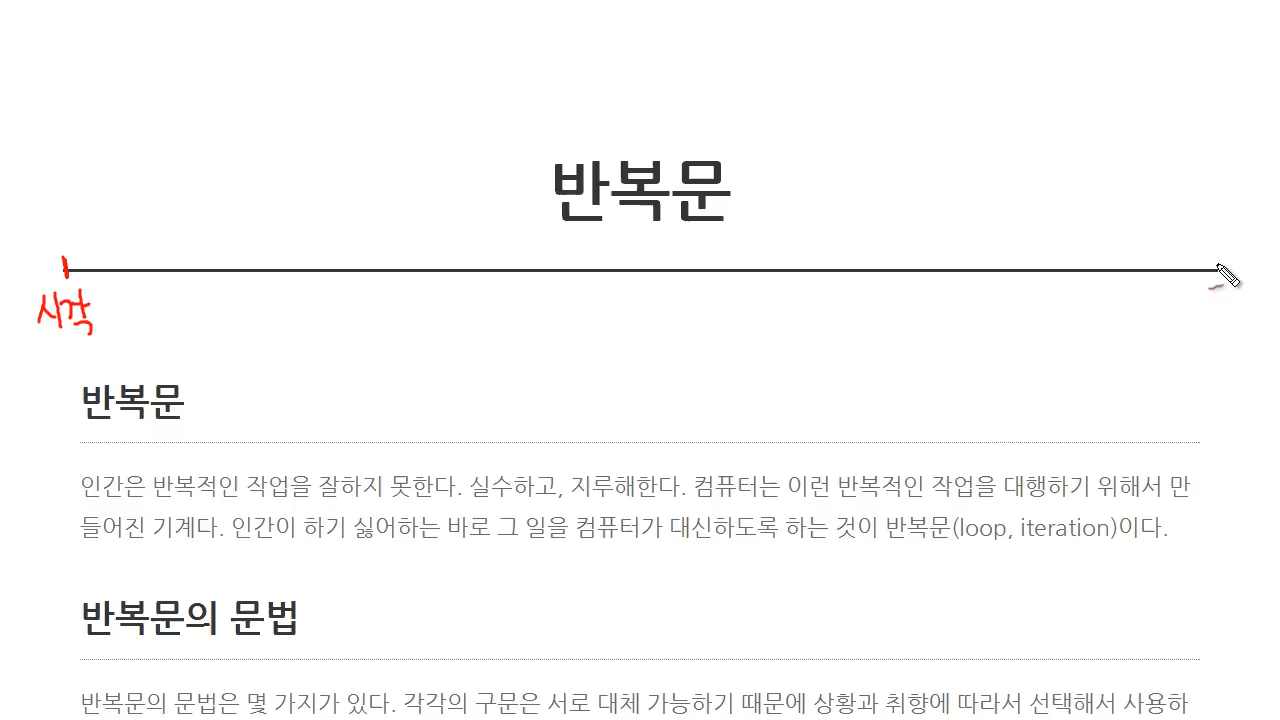 반복문
시작
반복문
인간은 반복적인 작업을 잘하지 못한다. 실수하고, 지루해한다. 컴퓨터는 이런 반복적인 작업을 대행하기 위해서 만
들어진 기계다. 인간이 하기 싫어하는 바로 그 일을 컴퓨터가 대신하도록 하는 것이 반복문(loop, iteration)이다.
반복문의 문법
반복문의 문법은 몇 가지가 있다. 각각의 구문은 서로 대체 가능하기 때문에 상황과 취향에 따라서 선택해서 사용하